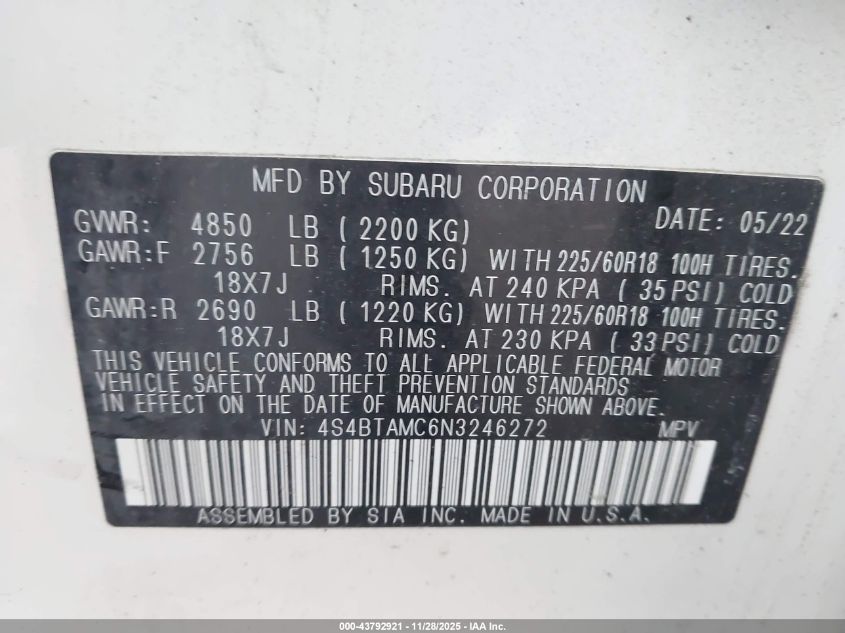 MFD BY SUBARU CORPORATION
GVWR: 4850 LB ( 2200 KG) DATE: 05/22
GAWR:F 2756 LB ( 1250 KG) WITH 225/60R18 100H TIRES.
18X7J RIMS. AT 240 KPA ( 35 PSI) COLD
GAWR:R 2690 LB ( 1220 KG) WITH 225/60R18 100H TIRES.
18X7J RIMS. AT 230 KPA ( 33 PSI) COLD
THIS VEHICLE CONFORMS TO ALL APPLICABLE FEDERAL MOTOR
VEHICLE SAFETY AND THEFT PREVENTION STANDARDS
IN EFFECT ON THE DATE OF MANUFACTURE SHOWN ABOVE.
VIN: 4S4BTAMC6N3246272 MPV
ASSEMBLED BY SIA INC. MADE IN U.S.A.
000-43792921 - 11/28/2025 - IAA Inc.